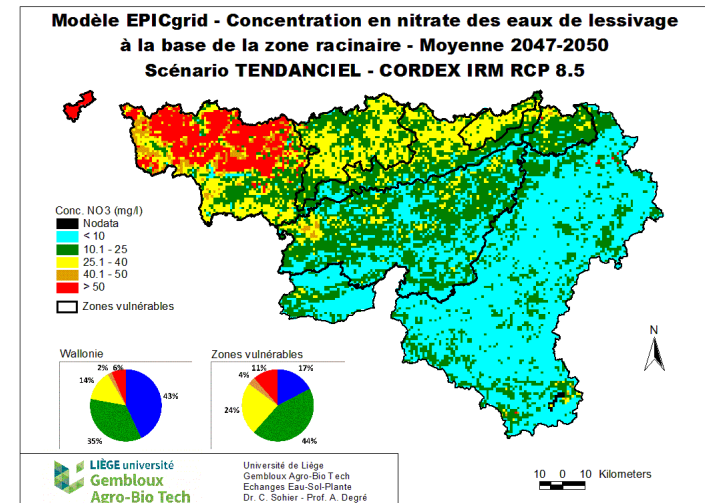 Modèle EPICgrid - Concentration en nitrate des eaux de lessivage
à la base de la zone racinaire - Moyenne 2047-2050
Scénario TENDANCIEL - CORDEX IRM RCP 8.5
Conc. NO3 (mg/l)
Nodata
< 10
10.1 - 25
25.1 - 40
40.1 - 50
> 50
Zones vulnérables
N
Wallonie
2%
6%
14%
43%
35%
Zones vulnérables
11%
4%
17%
24%
44%
LIÈGE université
Gembloux
Agro-Bio Tech
Université de Liège
Gembloux Agro-Bio Tech
Echanges Eau-Sol-Plante
Dr. C. Sohier - Prof. A. Degré
10 0 10 Kilometers